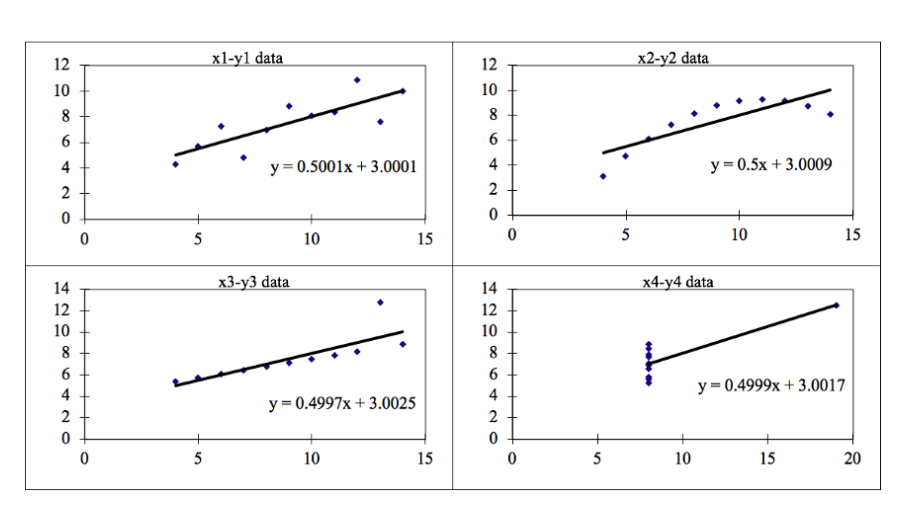 x1-y1 data
12
10
8
6
4
2
0
0 5 10 15
y = 0.5001x + 3.0001
x2-y2 data
12
10
8
6
4
2
0
0 5 10 15
y = 0.5x + 3.0009
x3-y3 data
14
12
10
8
6
4
2
0
0 5 10 15
y = 0.4997x + 3.0025
x4-y4 data
14
12
10
8
6
4
2
0
0 5 10 15 20
y = 0.4999x + 3.0017